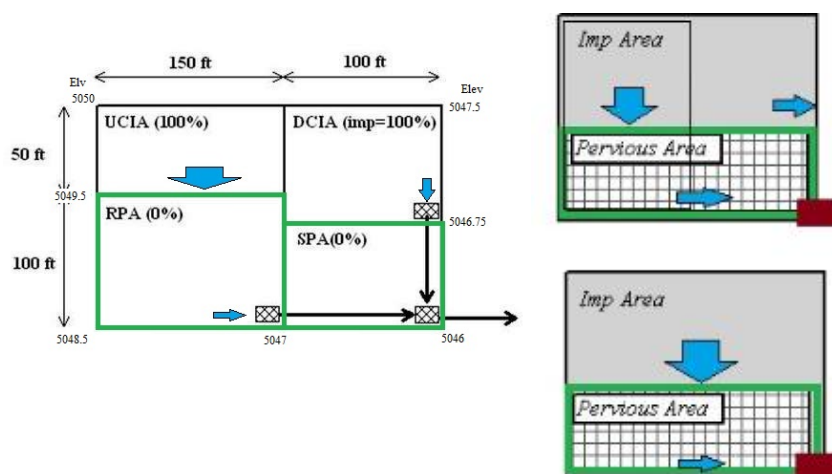 150 ft
100 ft
Elv
Elev
5050
5047.5
UCIA (100%)
DCIA (imp=100%)
50 ft
5049.5
5046.75
RPA (0%)
SPA(0%)
100 ft
5048.5
5047
5046
Imp Area
Pervious Area
Imp Area
Pervious Area